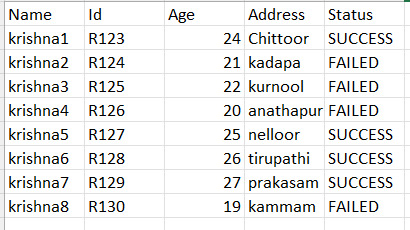 Name Id Age Address Status
krishna1 R123 24 Chittoor SUCCESS
krishna2 R124 21 kadapa FAILED
krishna3 R125 22 kurnool FAILED
krishna4 R126 20 anathapur FAILED
krishna5 R127 25 nelloor SUCCESS
krishna6 R128 26 tirupathi SUCCESS
krishna7 R129 27 prakasam SUCCESS
krishna8 R130 19 kammam FAILED